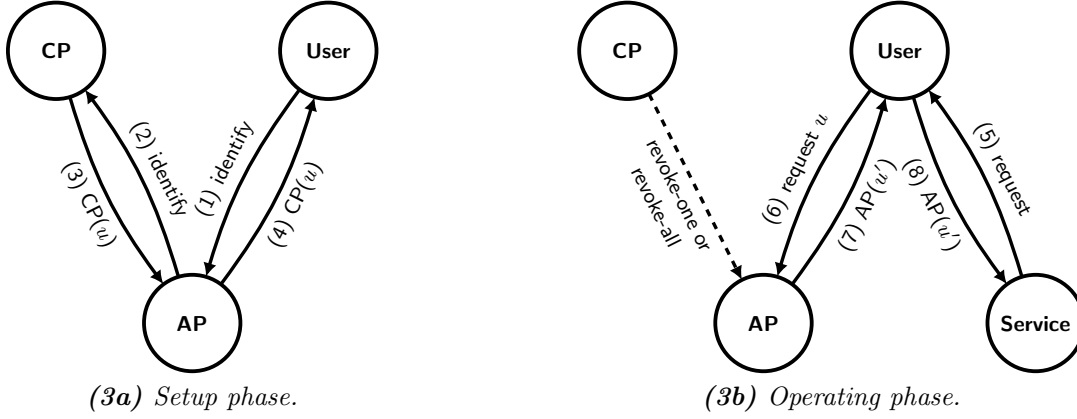 CP
User
(1) identify
(2) identify
(3) CP(u)
(4) CP(u)
AP
(3a) Setup phase.
CP
User
revoke-one or
revoke-all
(6) request u
(7) AP(u′)
(8) AP(u′)
(5) request
AP
Service
(3b) Operating phase.